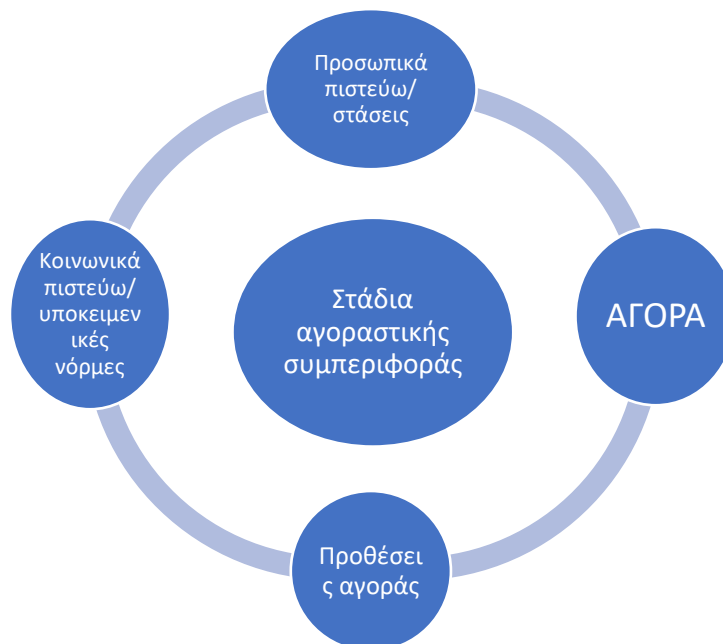 Προσωπικά
πιστεύω/
στάσεις
Κοινωνικά
πιστεύω/
υποκειμεν
ικές
νόρμες
Στάδια
αγοραστικής
συμπεριφοράς
ΑΓΟΡΑ
Προθέσει
ς αγοράς